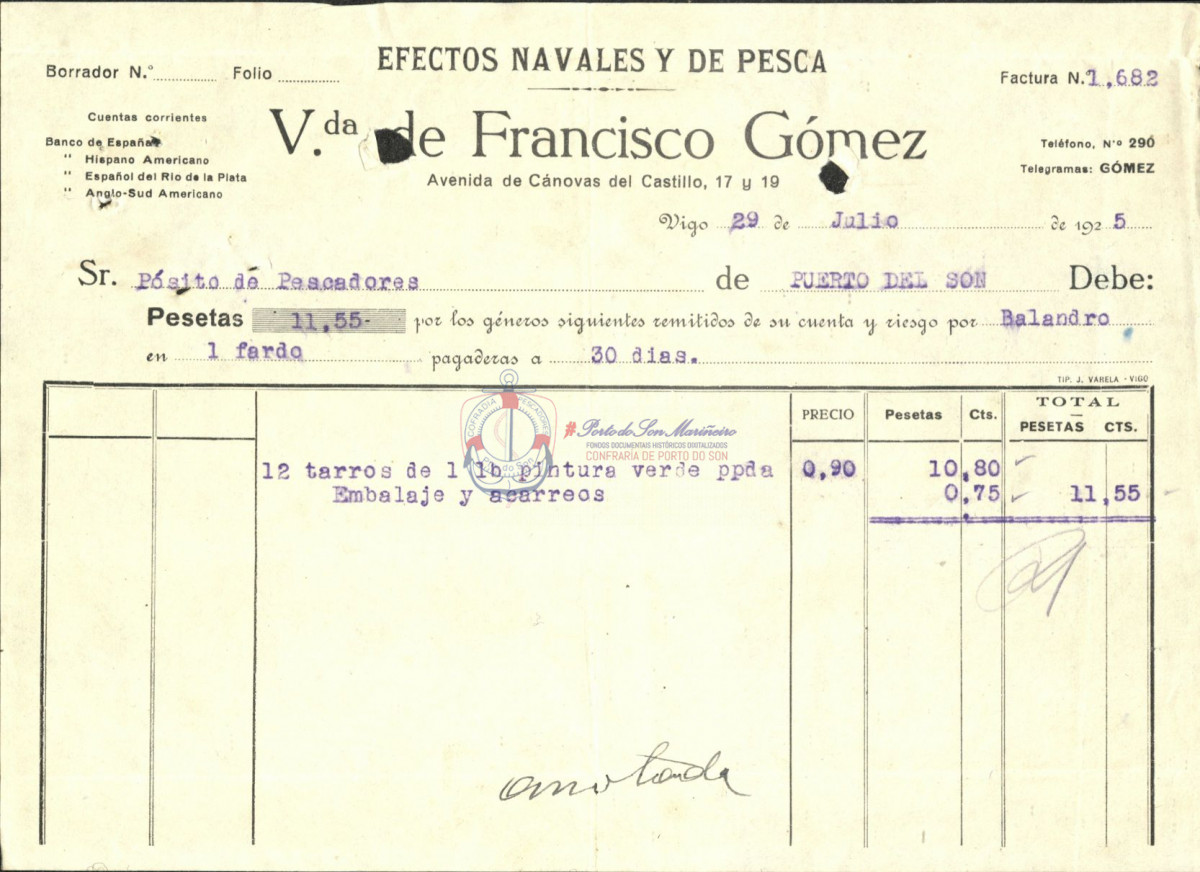 EFECTOS NAVALES Y DE PESCA
Borrador N.° Folio
Factura N. 1,682
Cuentas corrientes
Banco de España
" Hispano Americano
" Español del Rio de la Plata
" Anglo-Sud Americano
V.da de Francisco Gómez
Avenida de Cánovas del Castillo, 17 y 19
Teléfono, N.° 290
Telegramas: GÓMEZ
Vigo 29 de Julio de 1925
Sr. Pósito de Pescadores de PUERTO DEL SON Debe:
Pesetas 11,55- por los géneros siguientes remitidos de su cuenta y riesgo por Balandro
en 1 fardo pagaderas a 30 dias.
TIP. J. VARELA - VIGO
PRECIO Pesetas Cts. TOTAL
PESETAS CTS.
COFRADIA PESCADORES
PORTO do SON
#Porto do Son Mariñeiro
FONDOS DOCUMENTAIS HISTÓRICOS DIXITALIZADOS
CONFRARÍA DE PORTO DO SON
12 tarros de 1 lb pintura verde ppda 0,90 10,80
Embalaje y acarreos 0,75 11,55
anotada